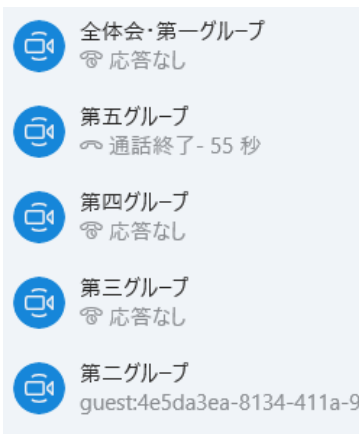 全体会・第一グループ
応答なし
第五グループ
通話終了- 55 秒
第四グループ
応答なし
第三グループ
応答なし
第二グループ
guest:4e5da3ea-8134-411a-9